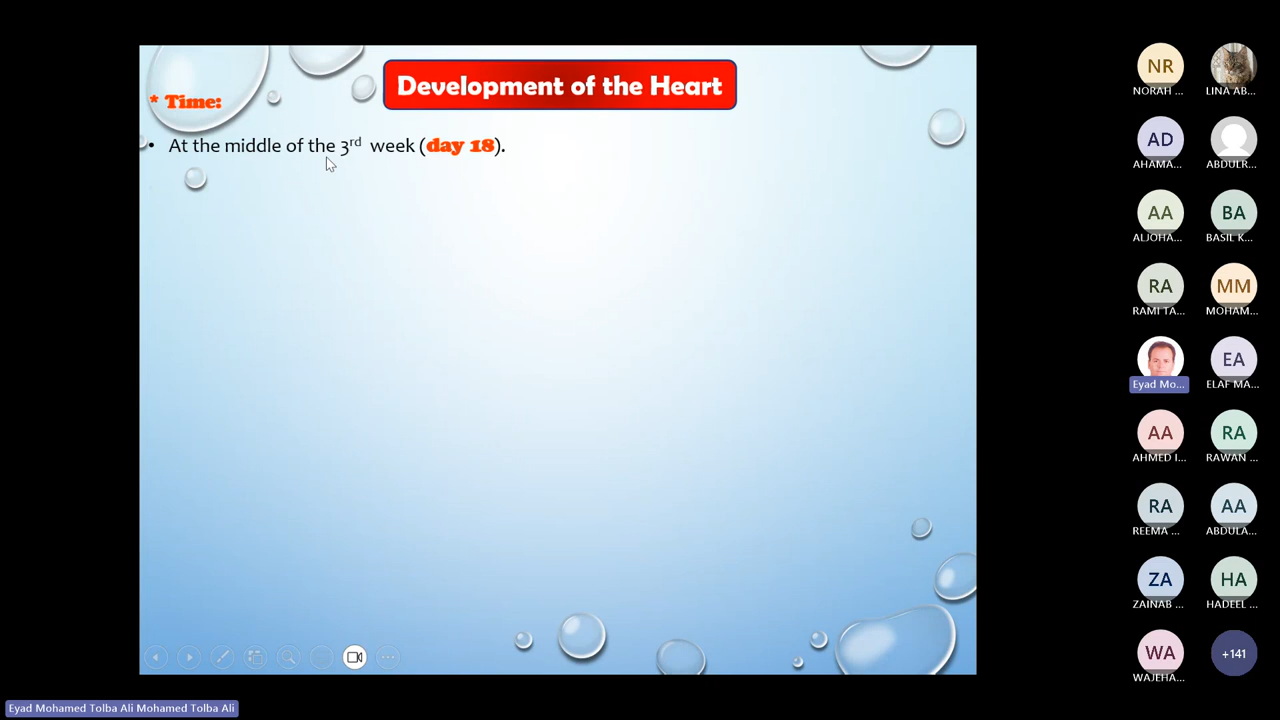 Development of the Heart
* Time:
• At the middle of the 3rd week (day 18).
NR
NORAH ...
LINA AB...
AD
AHAMA...
ABDULR...
AA
ALJOHA...
BA
BASIL K...
RA
RAMI TA...
MM
MOHAM...
Eyad Mo...
EA
ELAF MA...
AA
AHMED I...
RA
RAWAN ...
RA
REEMA ...
AA
ABDULA...
ZA
ZAINAB ...
HA
HADEEL ...
WA
WAJEHA...
+141
Eyad Mohamed Tolba Ali Mohamed Tolba Ali